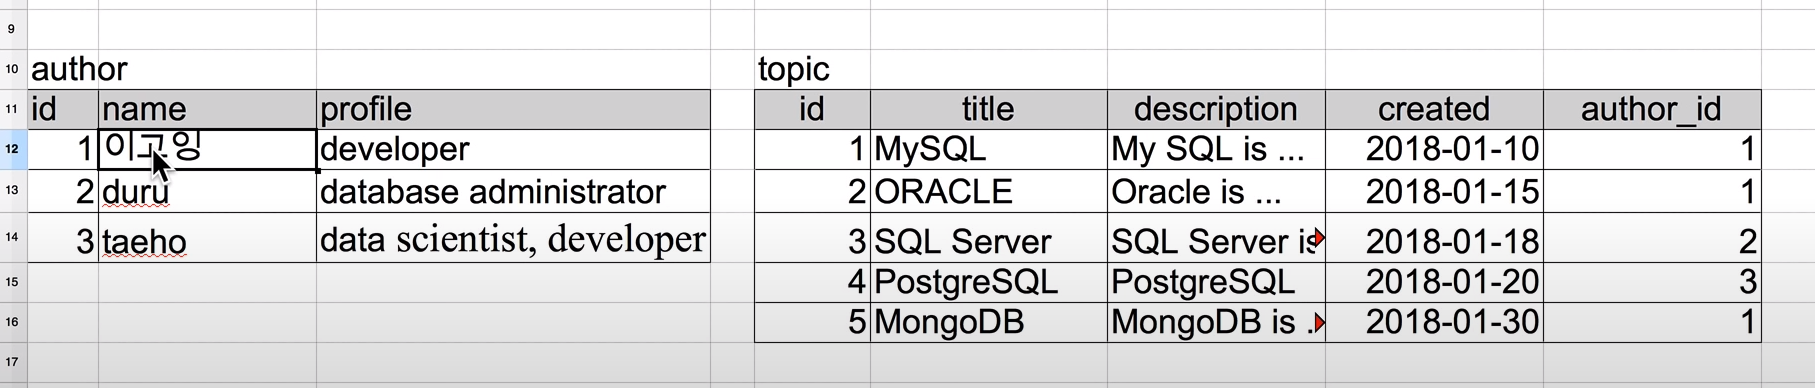 9
10 author topic
11 id name profile id title description created author_id
12 1 이고잉 developer 1 MySQL My SQL is ... 2018-01-10 1
13 2 duru database administrator 2 ORACLE Oracle is ... 2018-01-15 1
14 3 taeho data scientist, developer 3 SQL Server SQL Server is 2018-01-18 2
15 4 PostgreSQL PostgreSQL 2018-01-20 3
16 5 MongoDB MongoDB is . 2018-01-30 1
17